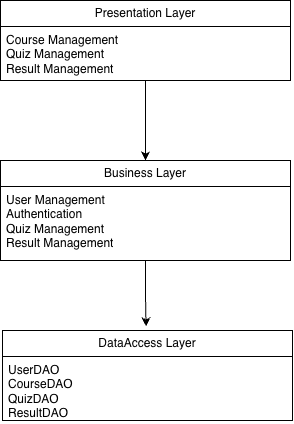 Presentation Layer
Course Management
Quiz Management
Result Management
Business Layer
User Management
Authentication
Quiz Management
Result Management
DataAccess Layer
UserDAO
CourseDAO
QuizDAO
ResultDAO